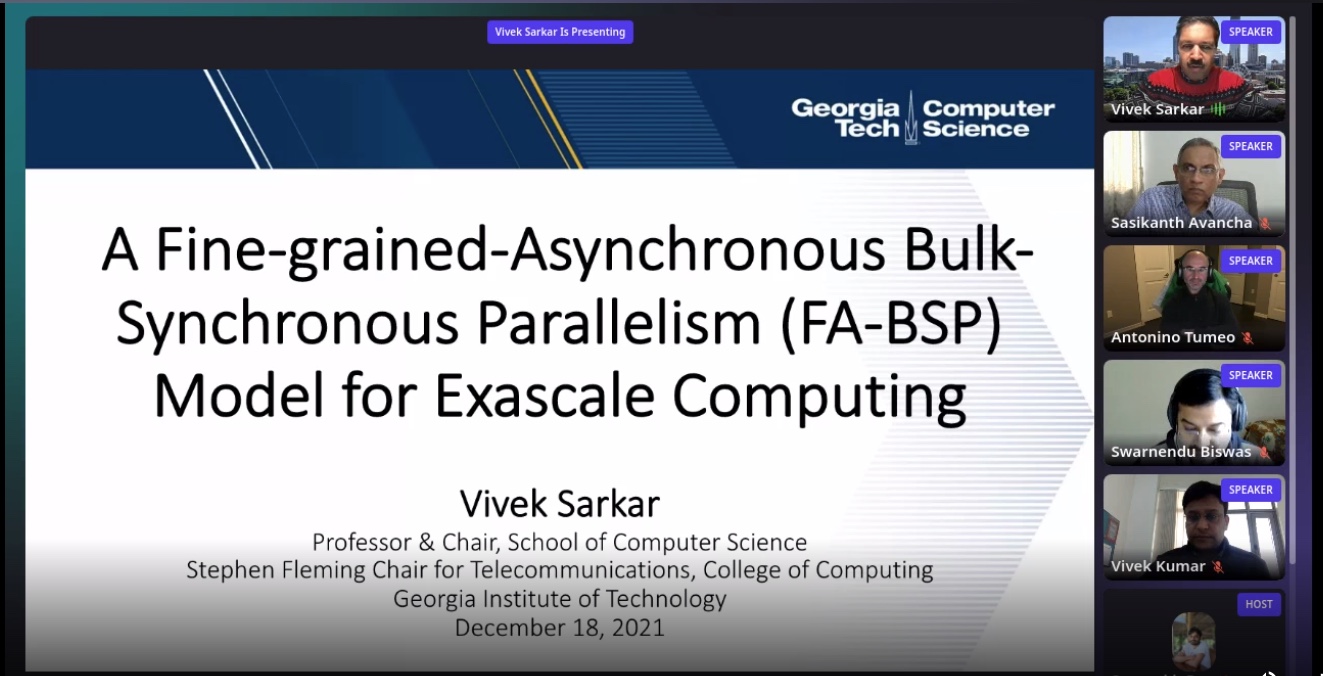 Vivek Sarkar Is Presenting
Georgia Tech Computer Science
A Fine-grained-Asynchronous Bulk-
Synchronous Parallelism (FA-BSP)
Model for Exascale Computing
Vivek Sarkar
Professor & Chair, School of Computer Science
Stephen Fleming Chair for Telecommunications, College of Computing
Georgia Institute of Technology
December 18, 2021
SPEAKER
Vivek Sarkar
SPEAKER
Sasikanth Avancha
SPEAKER
Antonino Tumeo
SPEAKER
Swarnendu Biswas
SPEAKER
Vivek Kumar
HOST